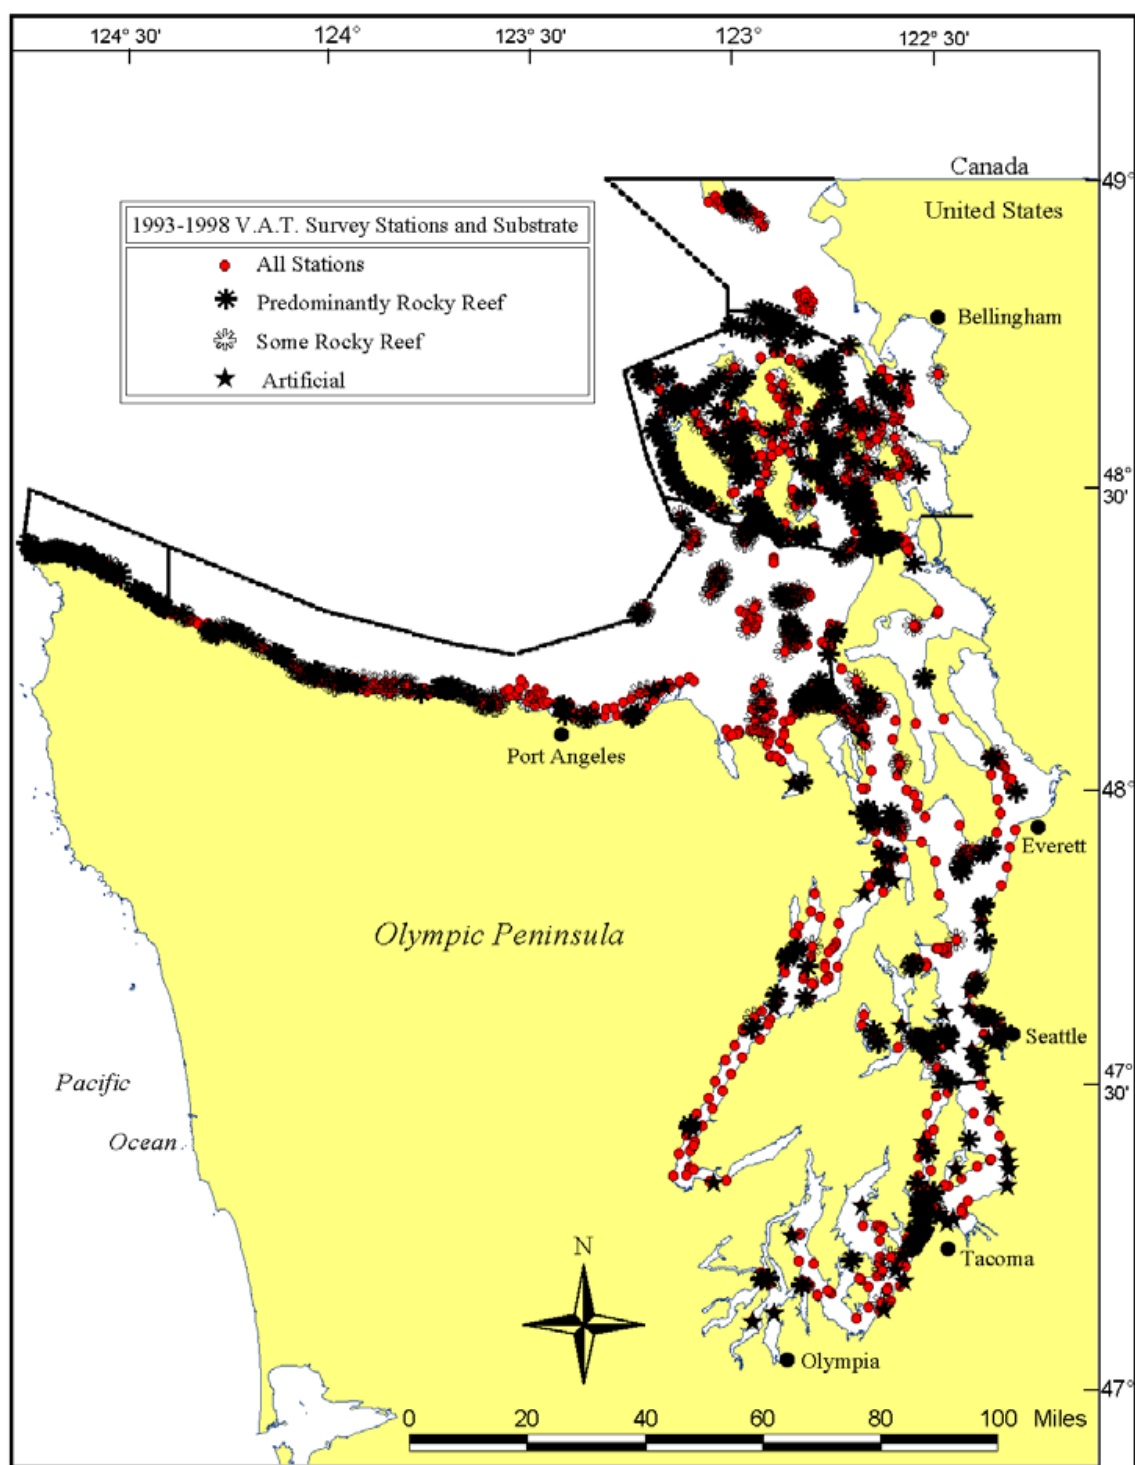 124° 30'
124°
123° 30'
123°
122° 30'
Canada
49°
United States
1993-1998 V.A.T. Survey Stations and Substrate
All Stations
Predominantly Rocky Reef
Some Rocky Reef
Artificial
Bellingham
48°
30'
Port Angeles
48°
Everett
Olympic Peninsula
Seattle
Pacific
Ocean
47°
30'
N
Tacoma
Olympia
47°
0 20 40 60 80 100 Miles